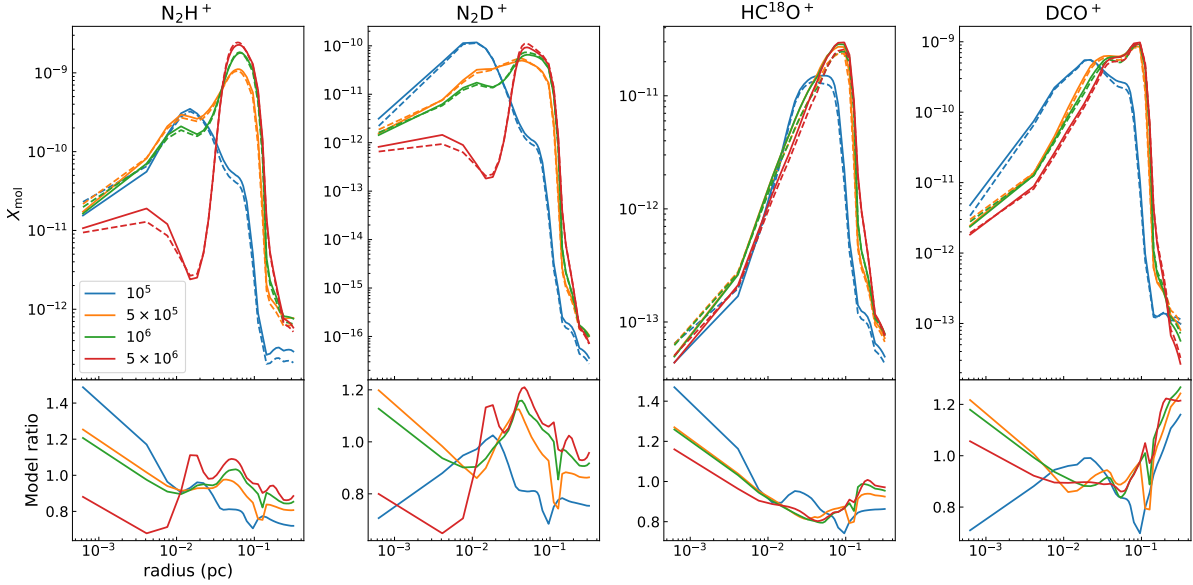 N₂H⁺
N₂D⁺
HC¹⁸O⁺
DCO⁺
X_mol
10⁻⁹
10⁻¹⁰
10⁻¹¹
10⁻¹²
10⁵
5 × 10⁵
10⁶
5 × 10⁶
10⁻¹⁰
10⁻¹¹
10⁻¹²
10⁻¹³
10⁻¹⁴
10⁻¹⁵
10⁻¹⁶
10⁻¹¹
10⁻¹²
10⁻¹³
10⁻⁹
10⁻¹⁰
10⁻¹¹
10⁻¹²
10⁻¹³
Model ratio
1.4
1.2
1.0
0.8
10⁻³ 10⁻² 10⁻¹
radius (pc)
1.2
1.0
0.8
10⁻³ 10⁻² 10⁻¹
1.4
1.2
1.0
0.8
10⁻³ 10⁻² 10⁻¹
1.2
1.0
0.8
10⁻³ 10⁻² 10⁻¹